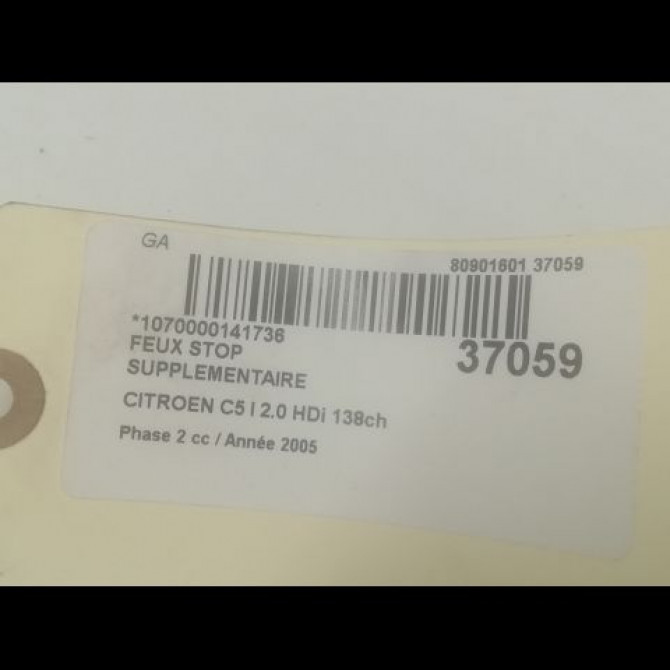 GA
80901601 37059
*1070000141736
37059
FEUX STOP
SUPPLEMENTAIRE
CITROEN C5 I 2.0 HDi 138ch
Phase 2 cc / Année 2005